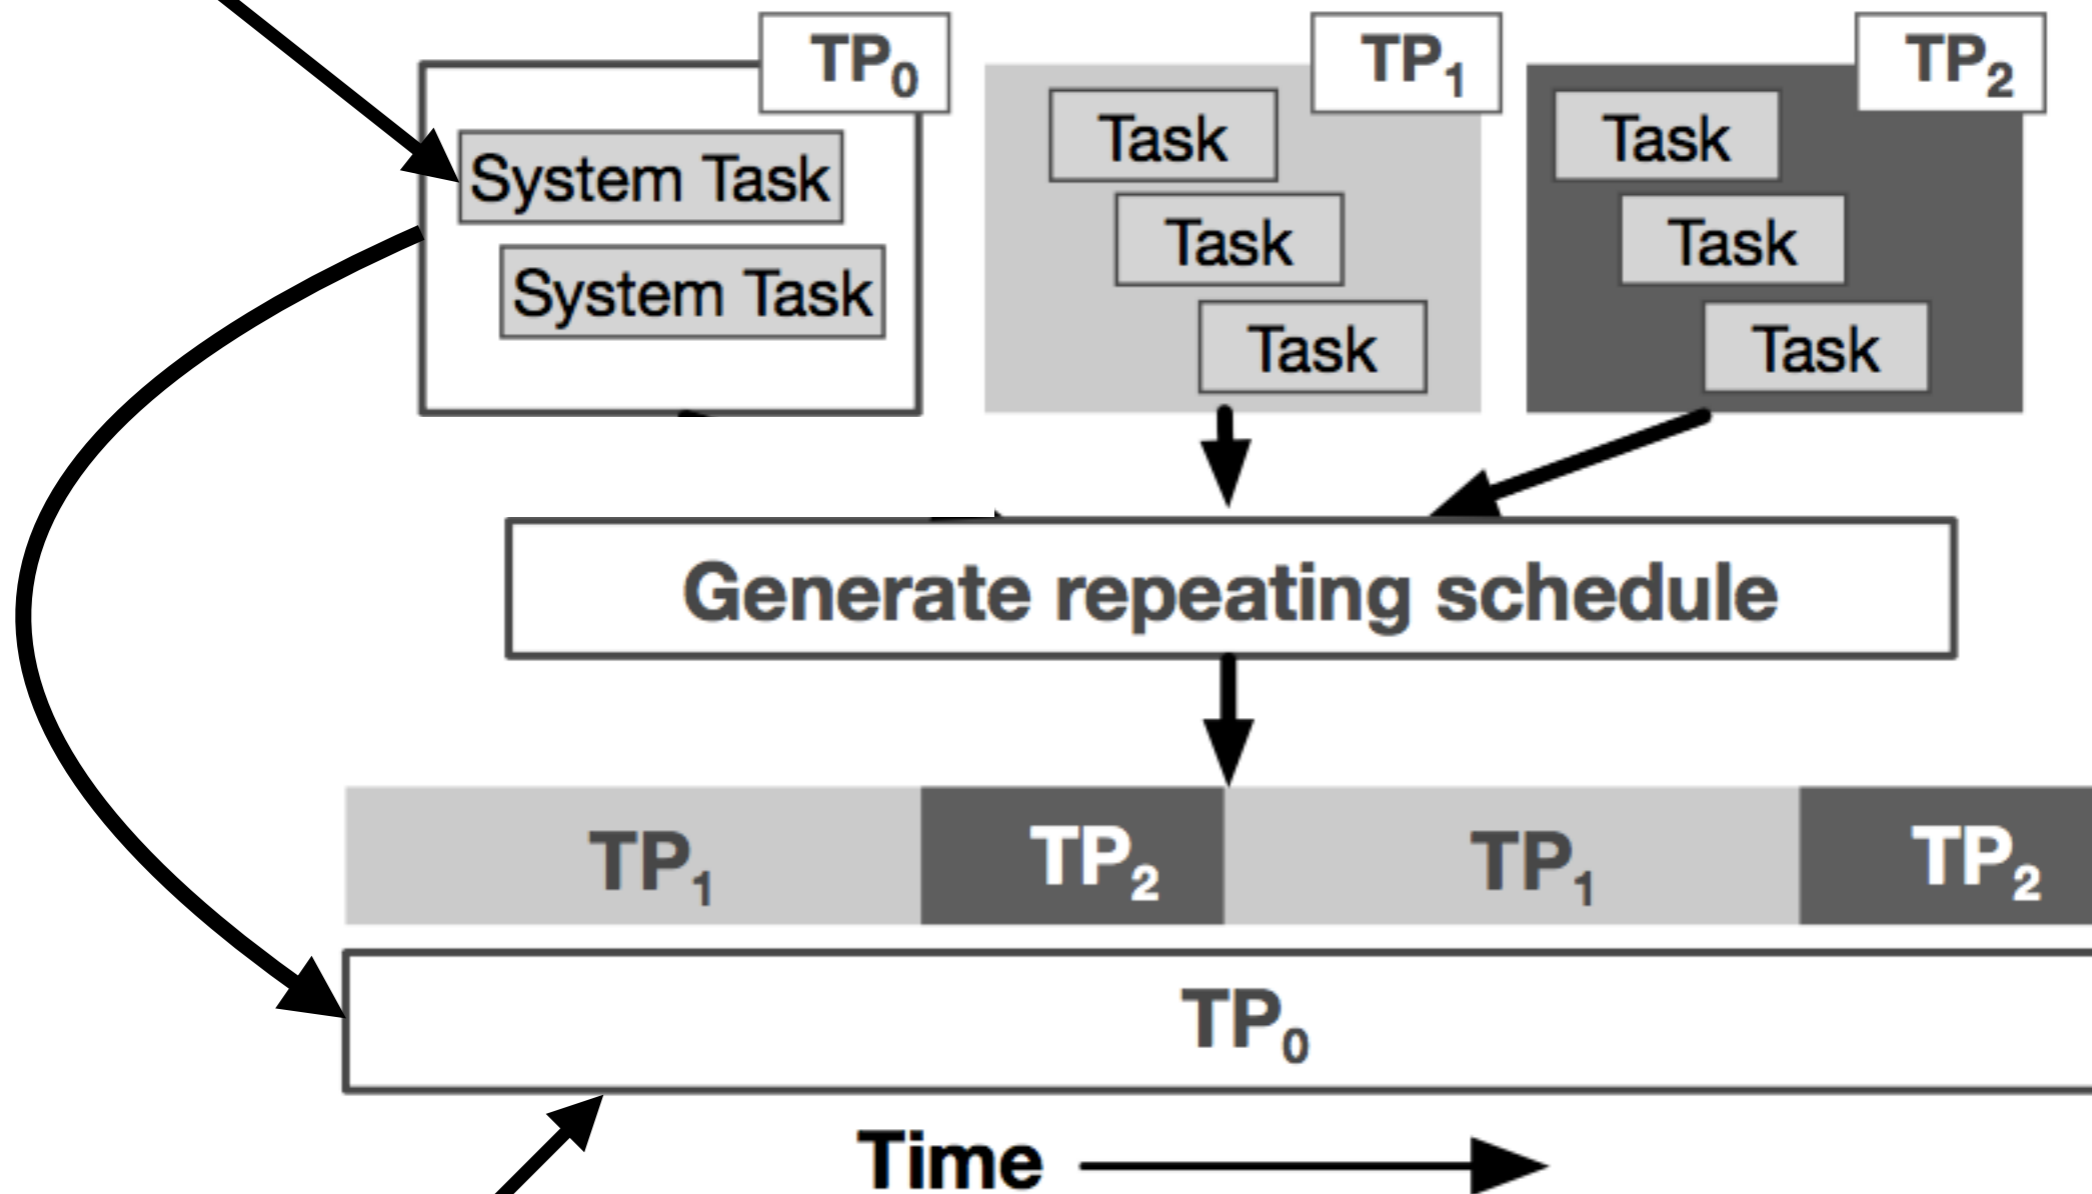 TP0
TP1
TP2
System Task
System Task
Task
Task
Task
Task
Task
Task
Generate repeating schedule
TP1
TP2
TP1
TP2
TP0
Time